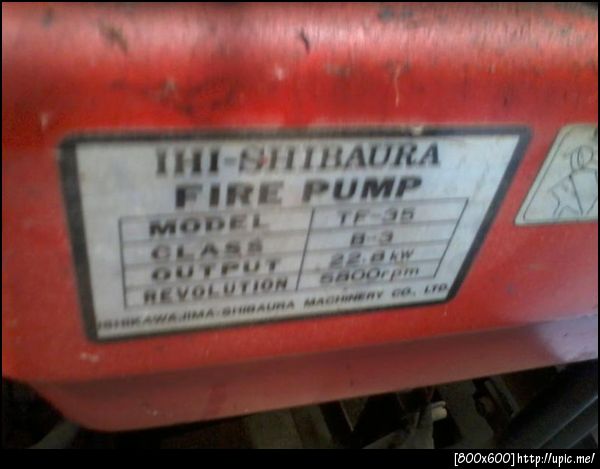 IHI-SHIBAURA
FIRE PUMP
MODEL TF-35
CLASS B-3
OUTPUT 22.8kW
REVOLUTION 5800rpm
ISHIKAWAJIMA-SHIBAURA MACHINERY CO., LTD.
[800x600]http://upic.me/